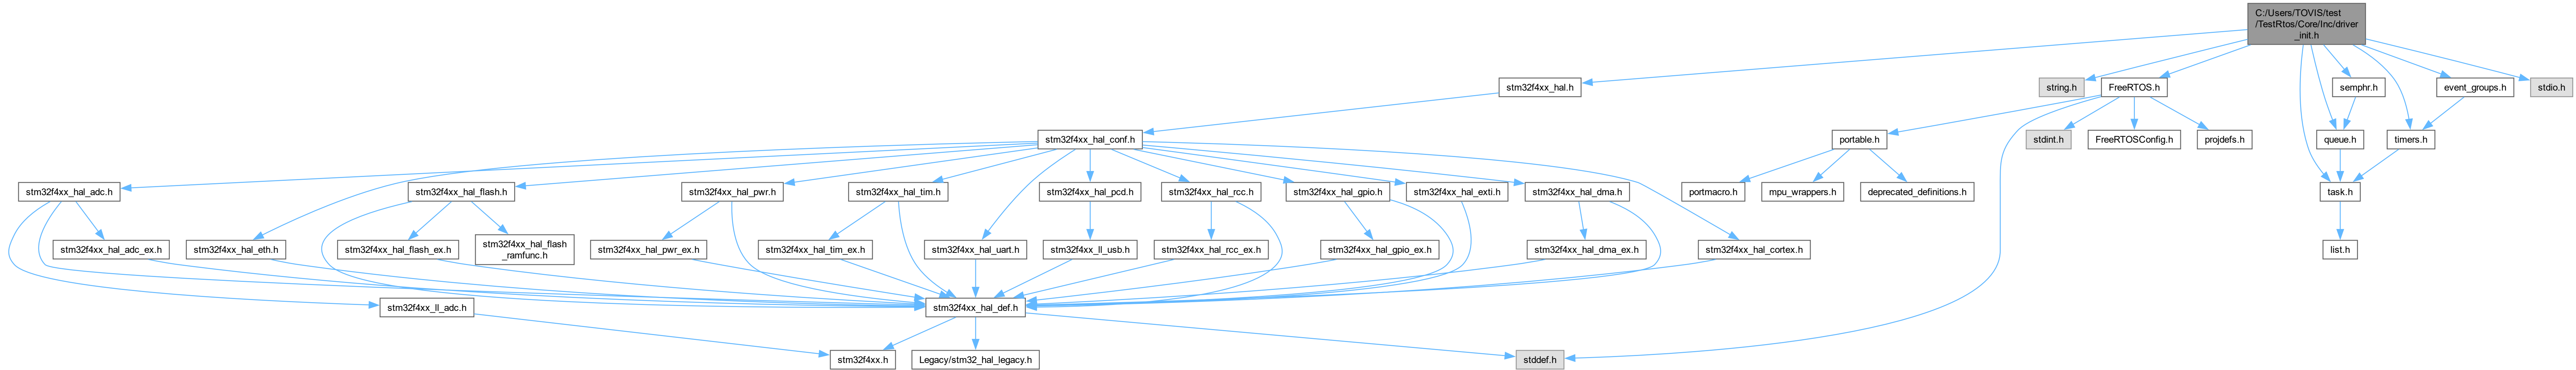 C:/Users/TOVIS/test
/TestRtos/Core/Inc/driver
_init.h
stm32f4xx_hal.h
string.h
FreeRTOS.h
semphr.h
event_groups.h
stdio.h
stm32f4xx_hal_conf.h
portable.h
stdint.h
FreeRTOSConfig.h
projdefs.h
queue.h
timers.h
stm32f4xx_hal_adc.h
stm32f4xx_hal_flash.h
stm32f4xx_hal_pwr.h
stm32f4xx_hal_tim.h
stm32f4xx_hal_pcd.h
stm32f4xx_hal_rcc.h
stm32f4xx_hal_gpio.h
stm32f4xx_hal_exti.h
stm32f4xx_hal_dma.h
portmacro.h
mpu_wrappers.h
deprecated_definitions.h
task.h
stm32f4xx_hal_adc_ex.h
stm32f4xx_hal_eth.h
stm32f4xx_hal_flash_ex.h
stm32f4xx_hal_flash
_ramfunc.h
stm32f4xx_hal_pwr_ex.h
stm32f4xx_hal_tim_ex.h
stm32f4xx_hal_uart.h
stm32f4xx_ll_usb.h
stm32f4xx_hal_rcc_ex.h
stm32f4xx_hal_gpio_ex.h
stm32f4xx_hal_dma_ex.h
stm32f4xx_hal_cortex.h
list.h
stm32f4xx_ll_adc.h
stm32f4xx_hal_def.h
stm32f4xx.h
Legacy/stm32_hal_legacy.h
stddef.h